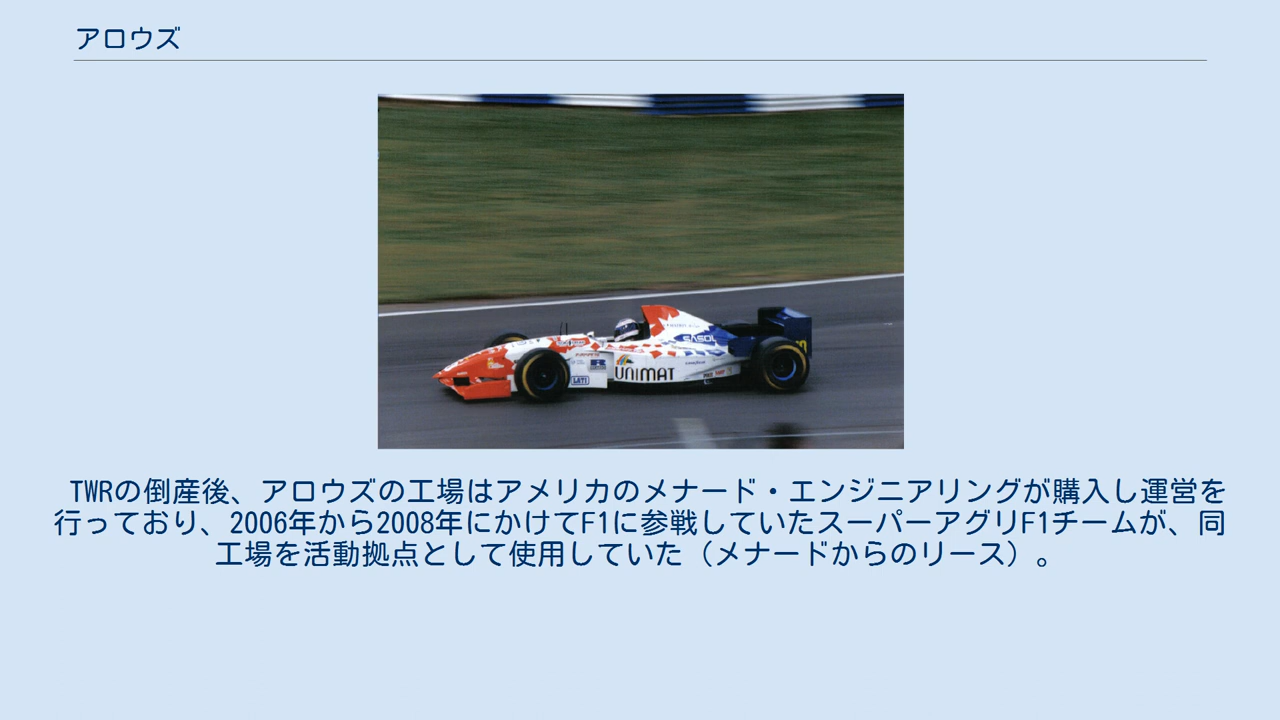 アロウズ
SASOL
UNIMAT
LATI
TWRの倒産後、アロウズの工場はアメリカのメナード・エンジニアリングが購入し運営を
行っており、2006年から2008年にかけてF1に参戦していたスーパーアグリF1チームが、同
工場を活動拠点として使用していた（メナードからのリース）。